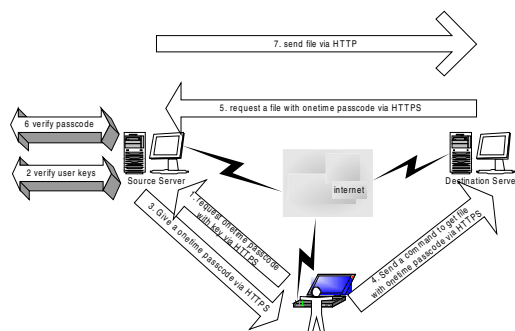 7. send file via HTTP
5. request a file with onetime passcode via HTTPS
6 verify passcode
2 verify user keys
Source Server
internet
Destination Serve
1. request onetime passcode
with key via HTTPS
3. Give a onetime passcode via HTTPS
4. Send a command to get file
with onetime passcode via HTTPS